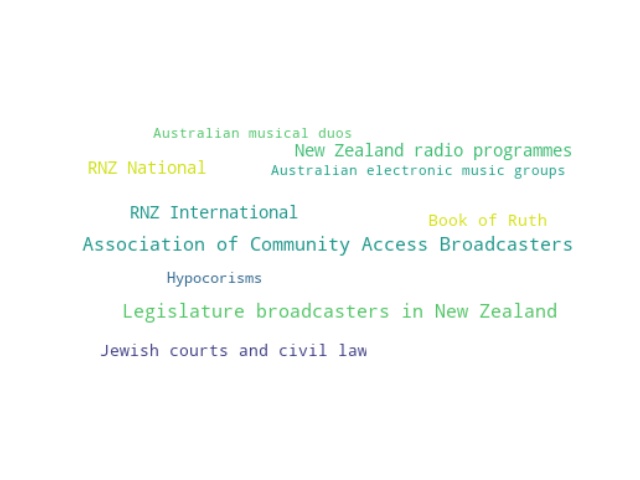 Australian musical duos
New Zealand radio programmes
RNZ National
Australian electronic music groups
RNZ International
Book of Ruth
Association of Community Access Broadcasters
Hypocorisms
Legislature broadcasters in New Zealand
Jewish courts and civil law